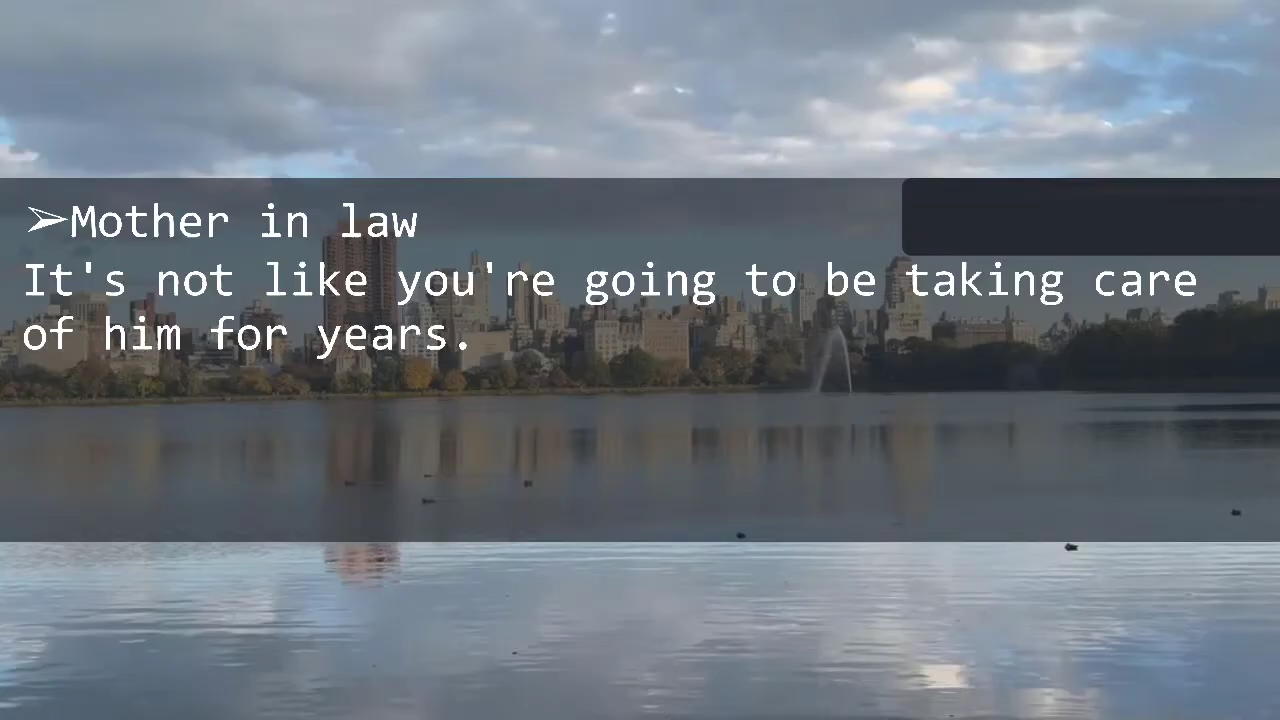 ➢Mother in law
It's not like you're going to be taking care
of him for years.